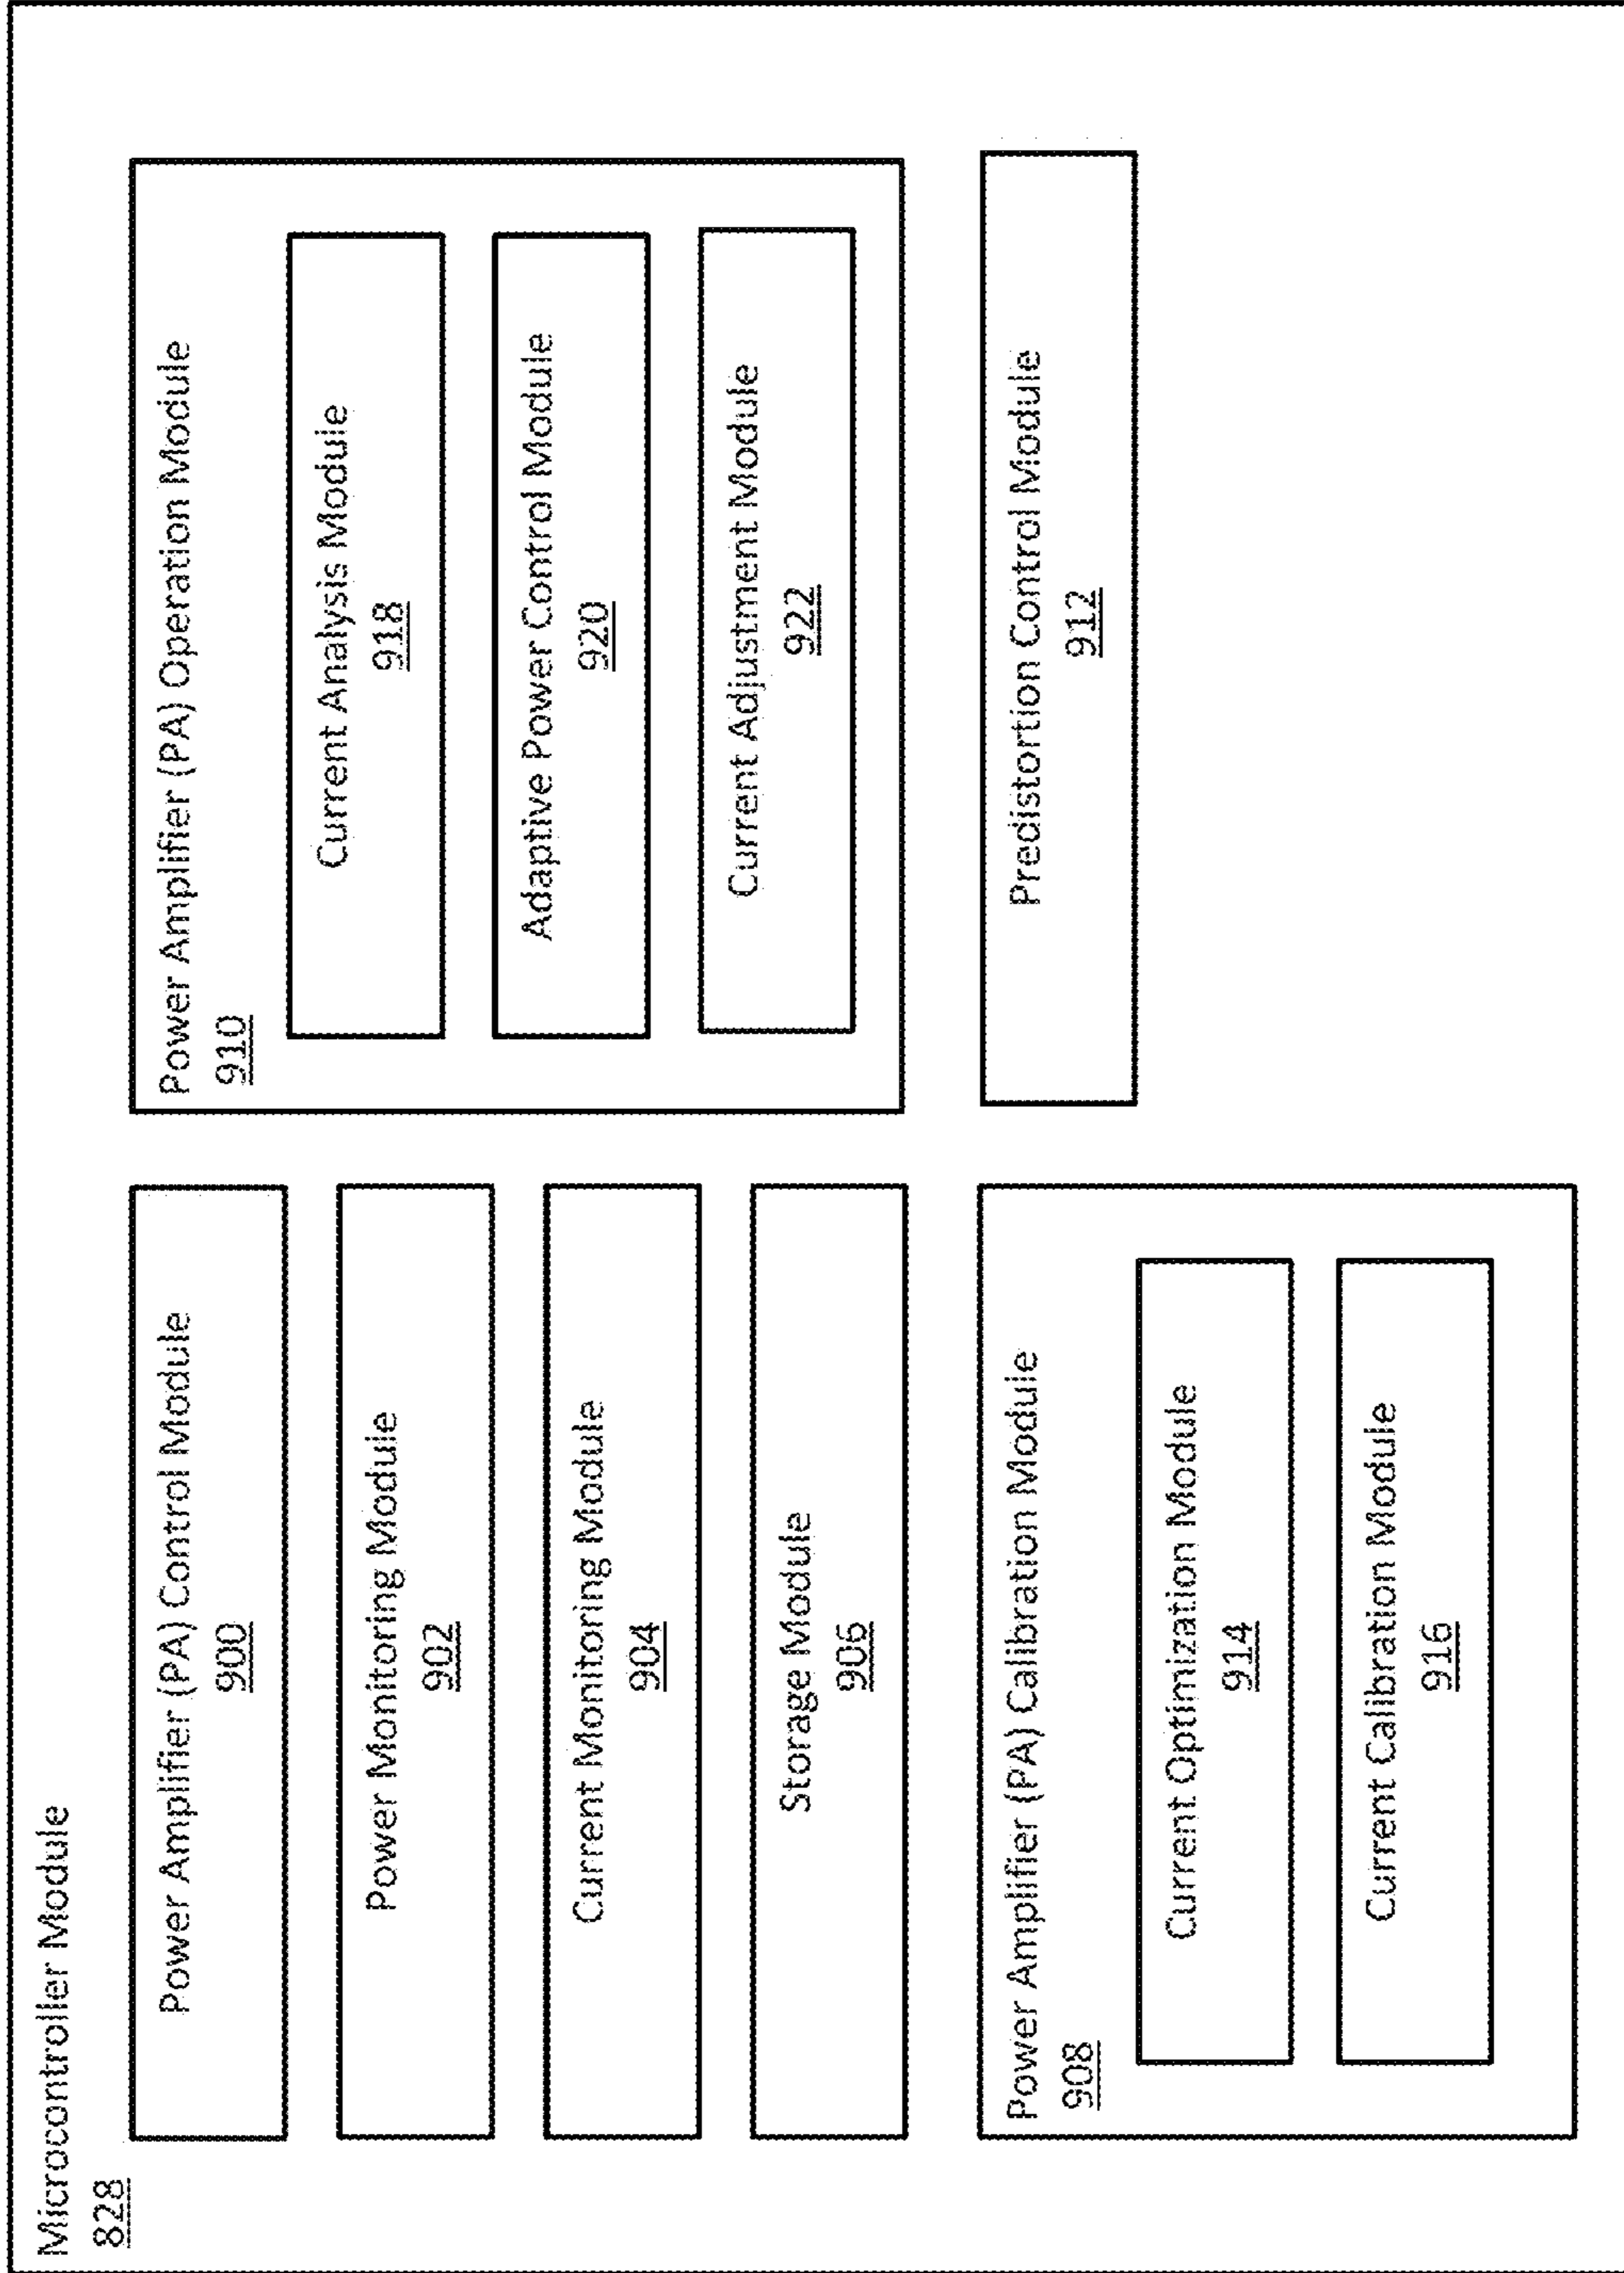 Microcontroller Module
828
Power Amplifier (PA) Control Module
900
Power Monitoring Module
902
Current Monitoring Module
904
Storage Module
906
Power Amplifier (PA) Calibration Module
908
Current Optimization Module
914
Current Calibration Module
916
Power Amplifier (PA) Operation Module
910
Current Analysis Module
918
Adaptive Power Control Module
920
Current Adjustment Module
922
Predistortion Control Module
912